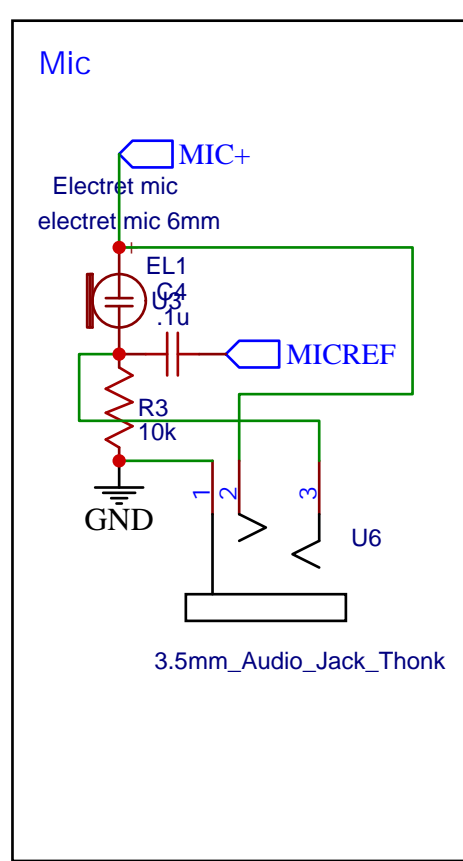 Mic
MIC+
Electret mic
electret mic 6mm
EL1
C4
U3
.1u
MICREF
R3
10k
GND
1
2
3
U6
3.5mm_Audio_Jack_Thonk